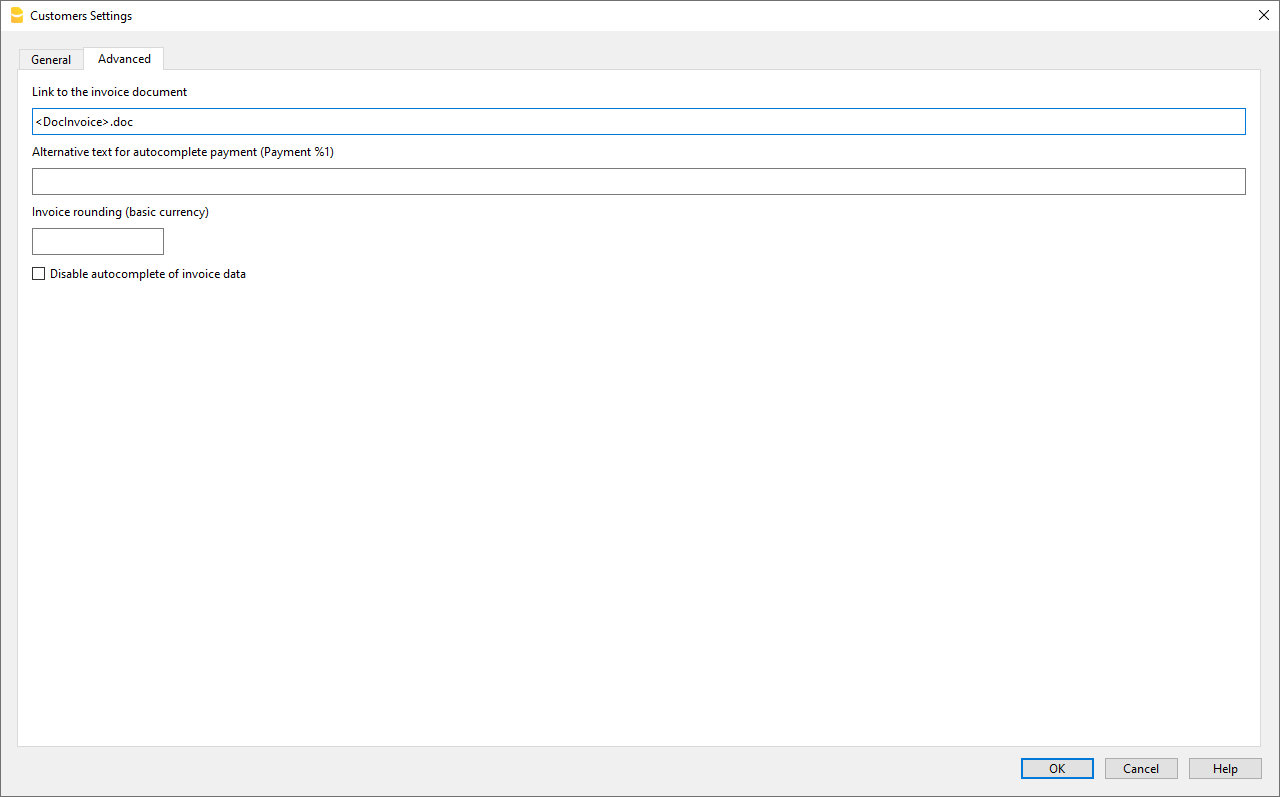 Customers Settings
General Advanced
Link to the invoice document
<DocInvoice>.doc
Alternative text for autocomplete payment (Payment %1)
Invoice rounding (basic currency)
Disable autocomplete of invoice data
OK Cancel Help